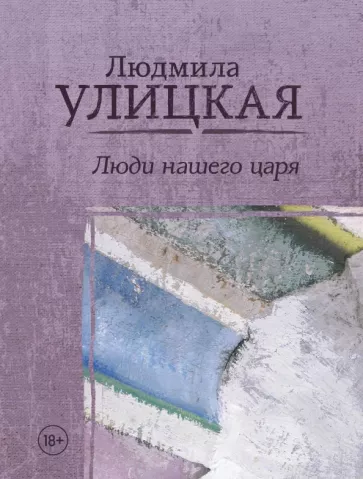 Людмила
УЛИЦКАЯ
Люди нашего царя
18+